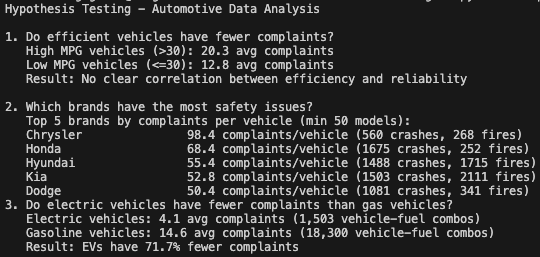 Hypothesis Testing - Automotive Data Analysis
1. Do efficient vehicles have fewer complaints?
High MPG vehicles (>30): 20.3 avg complaints
Low MPG vehicles (<=30): 12.8 avg complaints
Result: No clear correlation between efficiency and reliability
2. Which brands have the most safety issues?
Top 5 brands by complaints per vehicle (min 50 models):
Chrysler 98.4 complaints/vehicle (560 crashes, 268 fires)
Honda 68.4 complaints/vehicle (1675 crashes, 252 fires)
Hyundai 55.4 complaints/vehicle (1488 crashes, 1715 fires)
Kia 52.8 complaints/vehicle (1503 crashes, 2111 fires)
Dodge 50.4 complaints/vehicle (1081 crashes, 341 fires)
3. Do electric vehicles have fewer complaints than gas vehicles?
Electric vehicles: 4.1 avg complaints (1,503 vehicle-fuel combos)
Gasoline vehicles: 14.6 avg complaints (18,300 vehicle-fuel combos)
Result: EVs have 71.7% fewer complaints